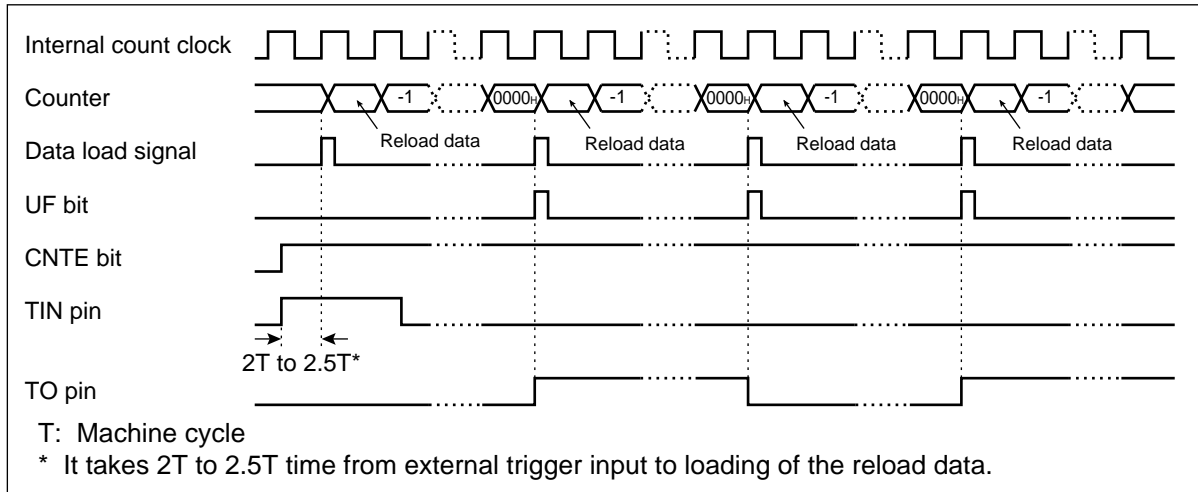 Internal count clock
Counter
-1 0000H -1 0000H -1 0000H -1
Reload data Reload data Reload data Reload data
Data load signal
UF bit
CNTE bit
TIN pin
2T to 2.5T*
TO pin
T: Machine cycle
* It takes 2T to 2.5T time from external trigger input to loading of the reload data.